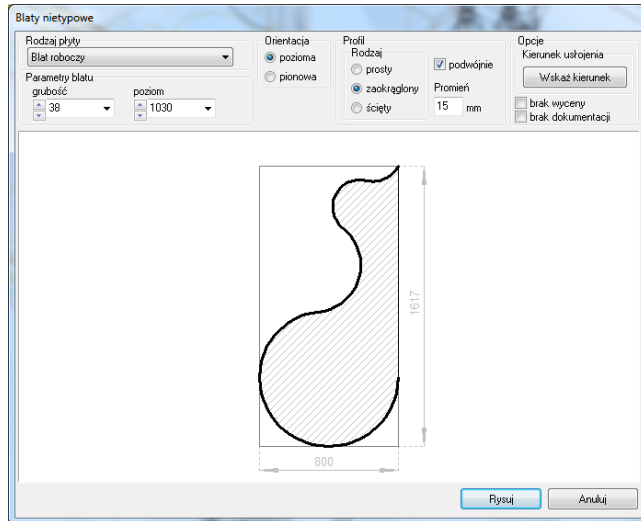 Blaty nietypowe
Rodzaj płyty
Blat roboczy
Parametry blatu
grubość
poziom
38
1030
Orientacja
pozioma
pionowa
Profil
Rodzaj
prosty
zaokrąglony
ścięty
podwójnie
Promień
15 mm
Opcje
Kierunek usłojenia
Wskaż kierunek
brak wyceny
brak dokumentacji
1617
800
Rysuj
Anuluj